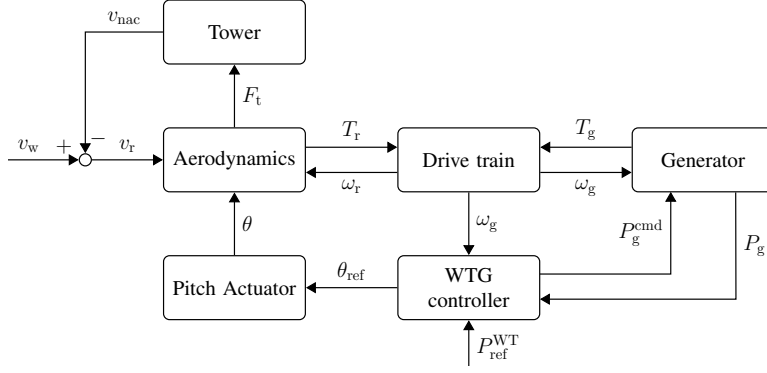 v_nac
Tower
F_t
v_w
+
−
v_r
Aerodynamics
T_r
ω_r
Drive train
T_g
ω_g
Generator
θ
ω_g
P_g^cmd
P_g
Pitch Actuator
θ_ref
WTG
controller
P_ref^WT